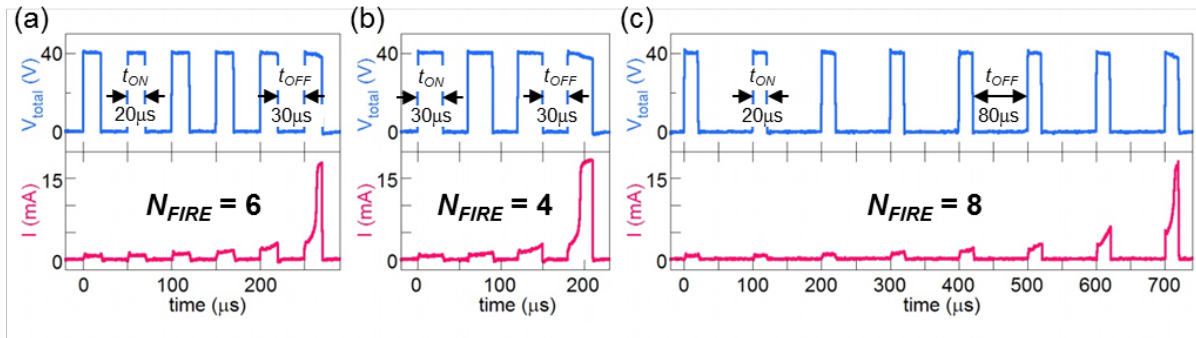 (a)
V_total (V)
40
0
t_ON
20μs
t_OFF
30μs
I (mA)
15
0
N_FIRE = 6
0 100 200
time (μs)
(b)
V_total (V)
40
0
t_ON
30μs
t_OFF
30μs
I (mA)
15
0
N_FIRE = 4
0 100 200
time (μs)
(c)
V_total (V)
40
0
t_ON
20μs
t_OFF
80μs
I (mA)
15
0
N_FIRE = 8
0 100 200 300 400 500 600 700
time (μs)